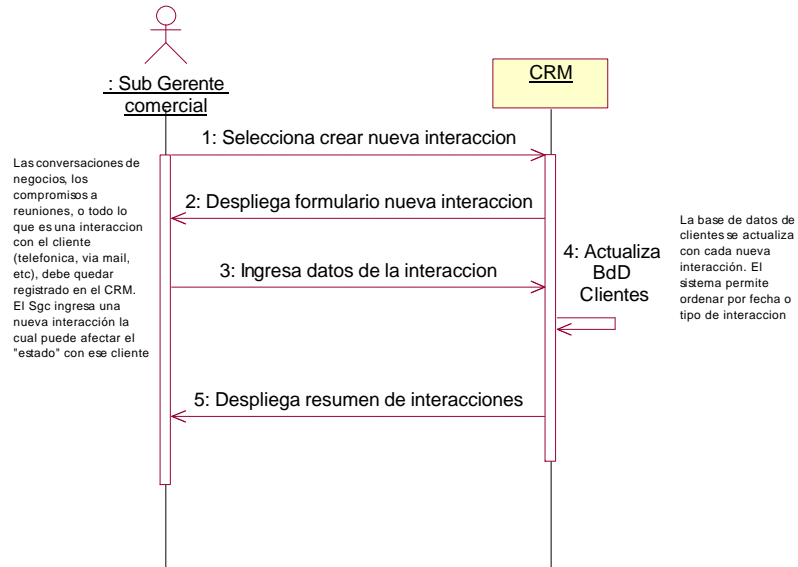 : Sub Gerente
comercial
CRM
1: Selecciona crear nueva interaccion
Las conversaciones de
negocios, los
compromisos a
reuniones, o todo lo
que es una interaccion
con el cliente
(telefonica, via mail,
etc), debe quedar
registrado en el CRM.
El Sgc ingresa una
nueva interacción la
cual puede afectar el
"estado" con ese cliente
2: Despliega formulario nueva interaccion
3: Ingresa datos de la interaccion
4: Actualiza
BdD
Clientes
La base de datos de
clientes se actualiza
con cada nueva
interacción. El
sistema permite
ordenar por fecha o
tipo de interaccion
5: Despliega resumen de interacciones